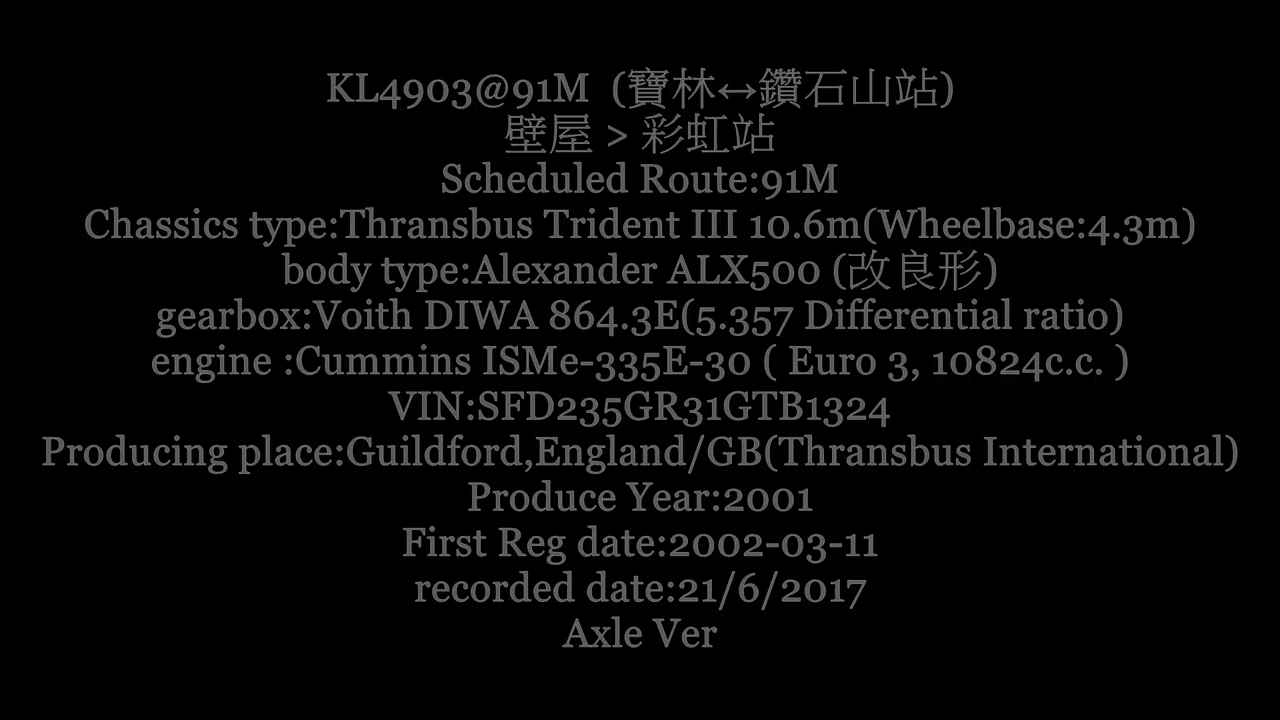 KL4903@91M  (寶林↔鑽石山站)
壁屋 > 彩虹站
Scheduled Route:91M
Chassics type:Thransbus Trident III 10.6m(Wheelbase:4.3m)
body type:Alexander ALX500 (改良形)
gearbox:Voith DIWA 864.3E(5.357 Differential ratio)
engine :Cummins ISMe-335E-30 ( Euro 3, 10824c.c. )
VIN:SFD235GR31GTB1324
Producing place:Guildford,England/GB(Thransbus International)
Produce Year:2001
First Reg date:2002-03-11
recorded date:21/6/2017
Axle Ver